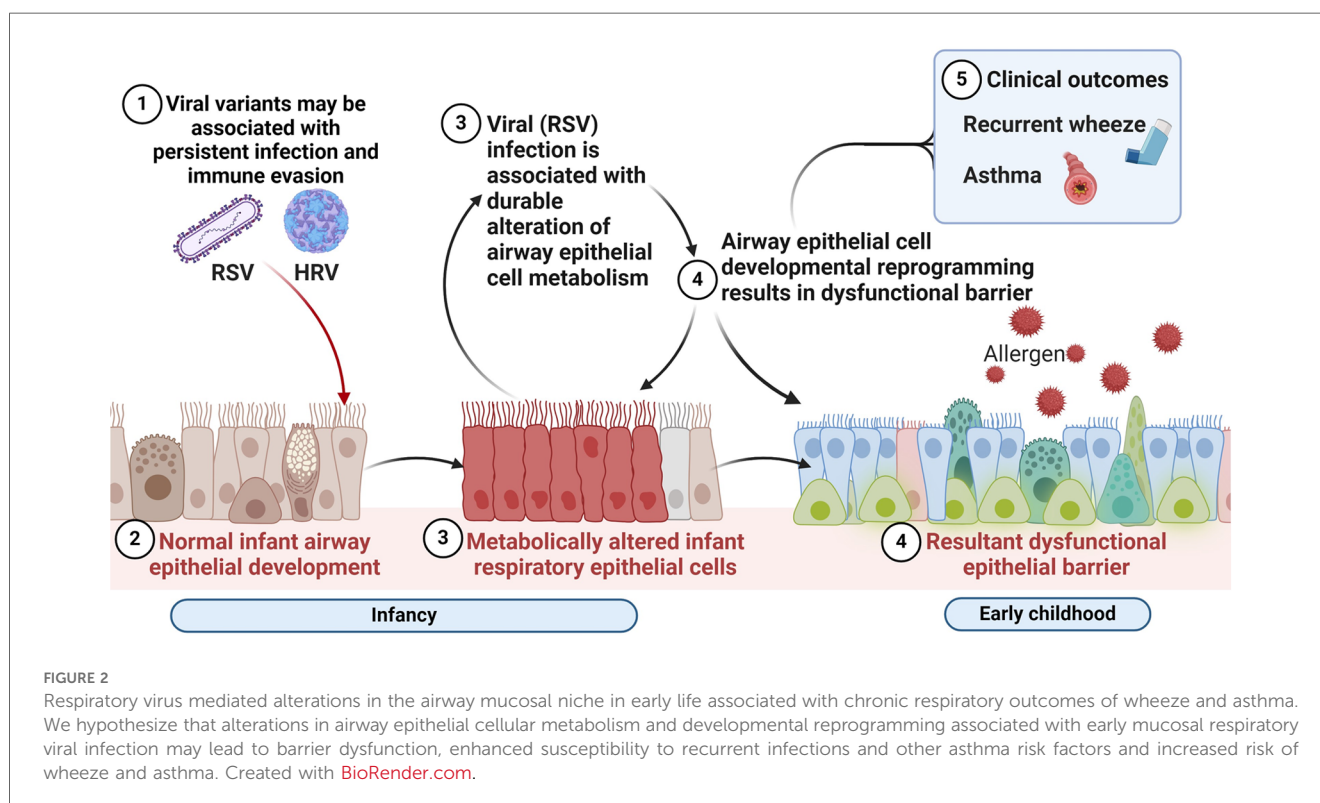 1
Viral variants may be
associated with
persistent infection and
immune evasion
RSV
HRV
3
Viral (RSV)
infection is
associated with
durable
alteration of
airway epithelial
cell metabolism
4
Airway epithelial cell
developmental reprogramming
results in dysfunctional barrier
5
Clinical outcomes
Recurrent wheeze
Asthma
Allergen
2
Normal infant airway
epithelial development
3
Metabolically altered infant
respiratory epithelial cells
4
Resultant dysfunctional
epithelial barrier
Infancy
Early childhood
FIGURE 2
Respiratory virus mediated alterations in the airway mucosal niche in early life associated with chronic respiratory outcomes of wheeze and asthma.
We hypothesize that alterations in airway epithelial cellular metabolism and developmental reprogramming associated with early mucosal respiratory
viral infection may lead to barrier dysfunction, enhanced susceptibility to recurrent infections and other asthma risk factors and increased risk of
wheeze and asthma. Created with BioRender.com.